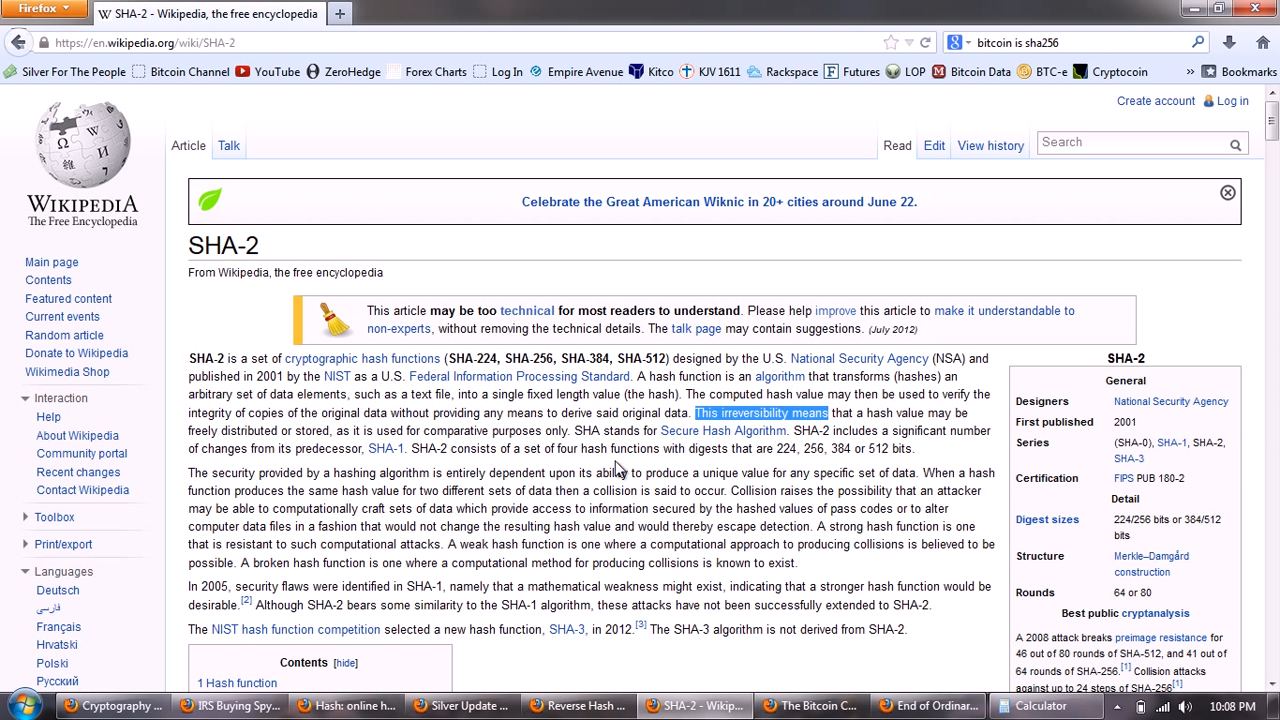 Firefox
SHA-2 - Wikipedia, the free encyclopedia
https://en.wikipedia.org/wiki/SHA-2
bitcoin is sha256
Silver For The People Bitcoin Channel YouTube ZeroHedge Forex Charts Log In Empire Avenue Kitco KJV 1611 Rackspace Futures LOP Bitcoin Data BTC-e Cryptocoin » Bookmarks
Create account Log in
Article Talk Read Edit View history Search
WIKIPEDIA
The Free Encyclopedia
Main page
Contents
Featured content
Current events
Random article
Donate to Wikipedia
Wikimedia Shop
Interaction
Help
About Wikipedia
Community portal
Recent changes
Contact Wikipedia
Toolbox
Print/export
Languages
Deutsch
فارسی
Français
Hrvatski
Polski
Русский
Celebrate the Great American Wiknic in 20+ cities around June 22.
SHA-2
From Wikipedia, the free encyclopedia
This article may be too technical for most readers to understand. Please help improve this article to make it understandable to
non-experts, without removing the technical details. The talk page may contain suggestions. (July 2012)
SHA-2 is a set of cryptographic hash functions (SHA-224, SHA-256, SHA-384, SHA-512) designed by the U.S. National Security Agency (NSA) and
published in 2001 by the NIST as a U.S. Federal Information Processing Standard. A hash function is an algorithm that transforms (hashes) an
arbitrary set of data elements, such as a text file, into a single fixed length value (the hash). The computed hash value may then be used to verify the
integrity of copies of the original data without providing any means to derive said original data. This irreversibility means that a hash value may be
freely distributed or stored, as it is used for comparative purposes only. SHA stands for Secure Hash Algorithm. SHA-2 includes a significant number
of changes from its predecessor, SHA-1. SHA-2 consists of a set of four hash functions with digests that are 224, 256, 384 or 512 bits.
The security provided by a hashing algorithm is entirely dependent upon its ability to produce a unique value for any specific set of data. When a hash
function produces the same hash value for two different sets of data then a collision is said to occur. Collision raises the possibility that an attacker
may be able to computationally craft sets of data which provide access to information secured by the hashed values of pass codes or to alter
computer data files in a fashion that would not change the resulting hash value and would thereby escape detection. A strong hash function is one
that is resistant to such computational attacks. A weak hash function is one where a computational approach to producing collisions is believed to be
possible. A broken hash function is one where a computational method for producing collisions is known to exist.
In 2005, security flaws were identified in SHA-1, namely that a mathematical weakness might exist, indicating that a stronger hash function would be
desirable.[2] Although SHA-2 bears some similarity to the SHA-1 algorithm, these attacks have not been successfully extended to SHA-2.
The NIST hash function competition selected a new hash function, SHA-3, in 2012.[3] The SHA-3 algorithm is not derived from SHA-2.
Contents [hide]
1 Hash function
SHA-2
General
Designers National Security Agency
First published 2001
Series (SHA-0), SHA-1, SHA-2,
SHA-3
Certification FIPS PUB 180-2
Detail
Digest sizes 224/256 bits or 384/512
bits
Structure Merkle–Damgård
construction
Rounds 64 or 80
Best public cryptanalysis
A 2008 attack breaks preimage resistance for
46 out of 80 rounds of SHA-512, and 41 out of
64 rounds of SHA-256.[1] Collision attacks
against up to 24 steps of SHA-256[1]
Cryptography ... IRS Buying Spy... Hash: online h... Silver Update ... Reverse Hash ... SHA-2 - Wikip... The Bitcoin C... End of Ordinar... Calculator 10:08 PM